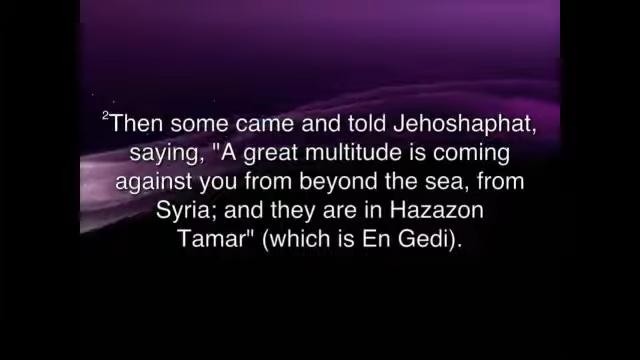 2Then some came and told Jehoshaphat,
saying, "A great multitude is coming
against you from beyond the sea, from
Syria; and they are in Hazazon
Tamar" (which is En Gedi).